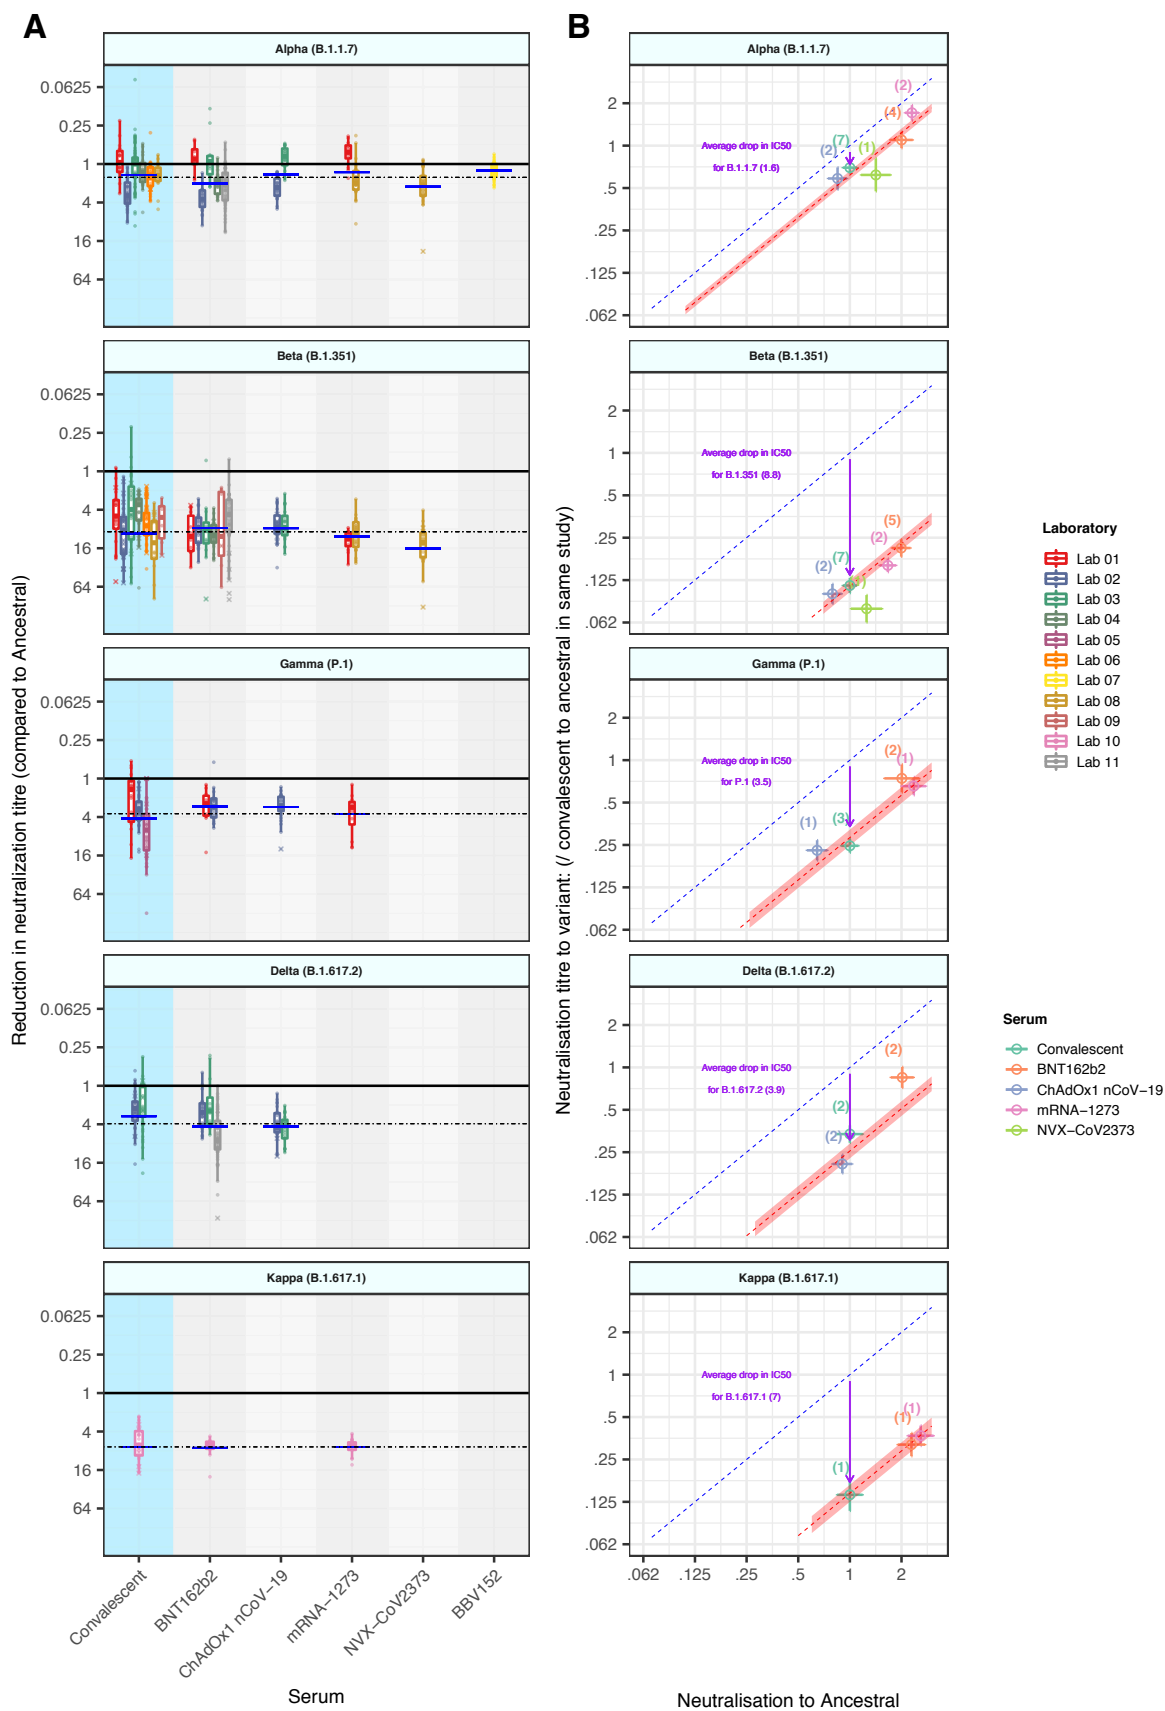 A
B
Reduction in neutralization titre (compared to Ancestral)
Alpha (B.1.1.7)
0.0625
0.25
1
4
16
64
Beta (B.1.351)
0.0625
0.25
1
4
16
64
Gamma (P.1)
0.0625
0.25
1
4
16
64
Delta (B.1.617.2)
0.0625
0.25
1
4
16
64
Kappa (B.1.617.1)
0.0625
0.25
1
4
16
64
Convalescent
BNT162b2
ChAdOx1 nCoV-19
mRNA-1273
NVX-CoV2373
BBV152
Serum
Neutralisation titre to variant: (/ convalescent to ancestral in same study)
Alpha (B.1.1.7)
2
1
.5
.25
.125
.062
Average drop in IC50
for B.1.1.7 (1.6)
(2)
(7)
(1)
(4)
(2)
Beta (B.1.351)
2
1
.5
.25
.125
.062
Average drop in IC50
for B.1.351 (8.8)
(2)
(7)
(2)
(5)
Gamma (P.1)
2
1
.5
.25
.125
.062
Average drop in IC50
for P.1 (3.5)
(1)
(3)
(2)
(1)
Delta (B.1.617.2)
2
1
.5
.25
.125
.062
Average drop in IC50
for B.1.617.2 (3.9)
(2)
(2)
(2)
Kappa (B.1.617.1)
2
1
.5
.25
.125
.062
Average drop in IC50
for B.1.617.1 (7)
(1)
(1)
(1)
.062
.125
.25
.5
1
2
Neutralisation to Ancestral
Laboratory
Lab 01
Lab 02
Lab 03
Lab 04
Lab 05
Lab 06
Lab 07
Lab 08
Lab 09
Lab 10
Lab 11
Serum
Convalescent
BNT162b2
ChAdOx1 nCoV-19
mRNA-1273
NVX-CoV2373